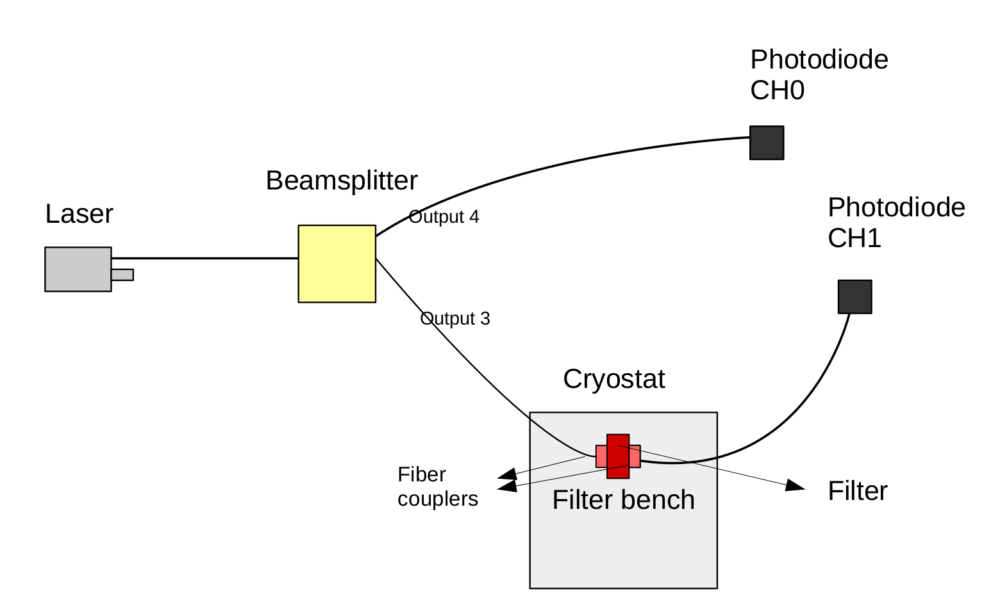 Photodiode
CH0
Beamsplitter
Laser
Output 4
Photodiode
CH1
Output 3
Cryostat
Fiber
couplers
Filter bench
Filter